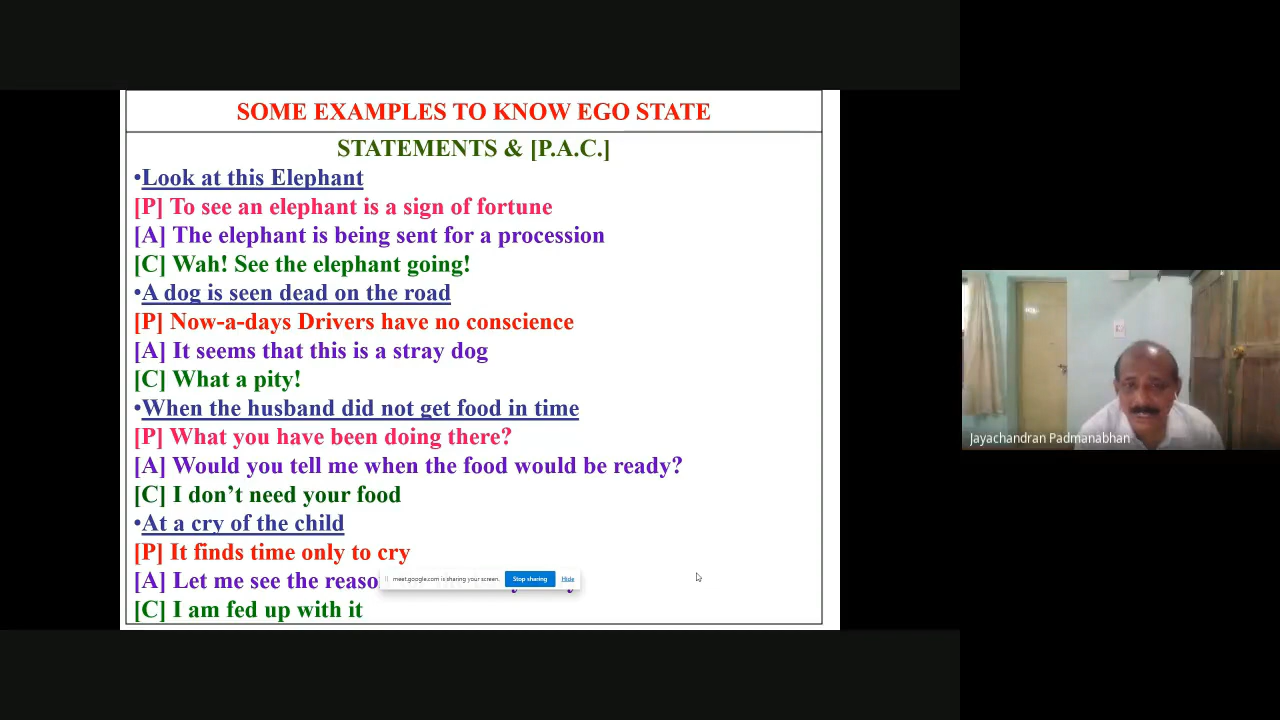 SOME EXAMPLES TO KNOW EGO STATE
STATEMENTS & [P.A.C.]
•Look at this Elephant
[P] To see an elephant is a sign of fortune
[A] The elephant is being sent for a procession
[C] Wah! See the elephant going!
•A dog is seen dead on the road
[P] Now-a-days Drivers have no conscience
[A] It seems that this is a stray dog
[C] What a pity!
•When the husband did not get food in time
[P] What you have been doing there?
[A] Would you tell me when the food would be ready?
[C] I don’t need your food
•At a cry of the child
[P] It finds time only to cry
[A] Let me see the
meet.google.com is sharing your screen. Stop sharing Hide
[C] I am fed up with it
Jayachandran Padmanabhan